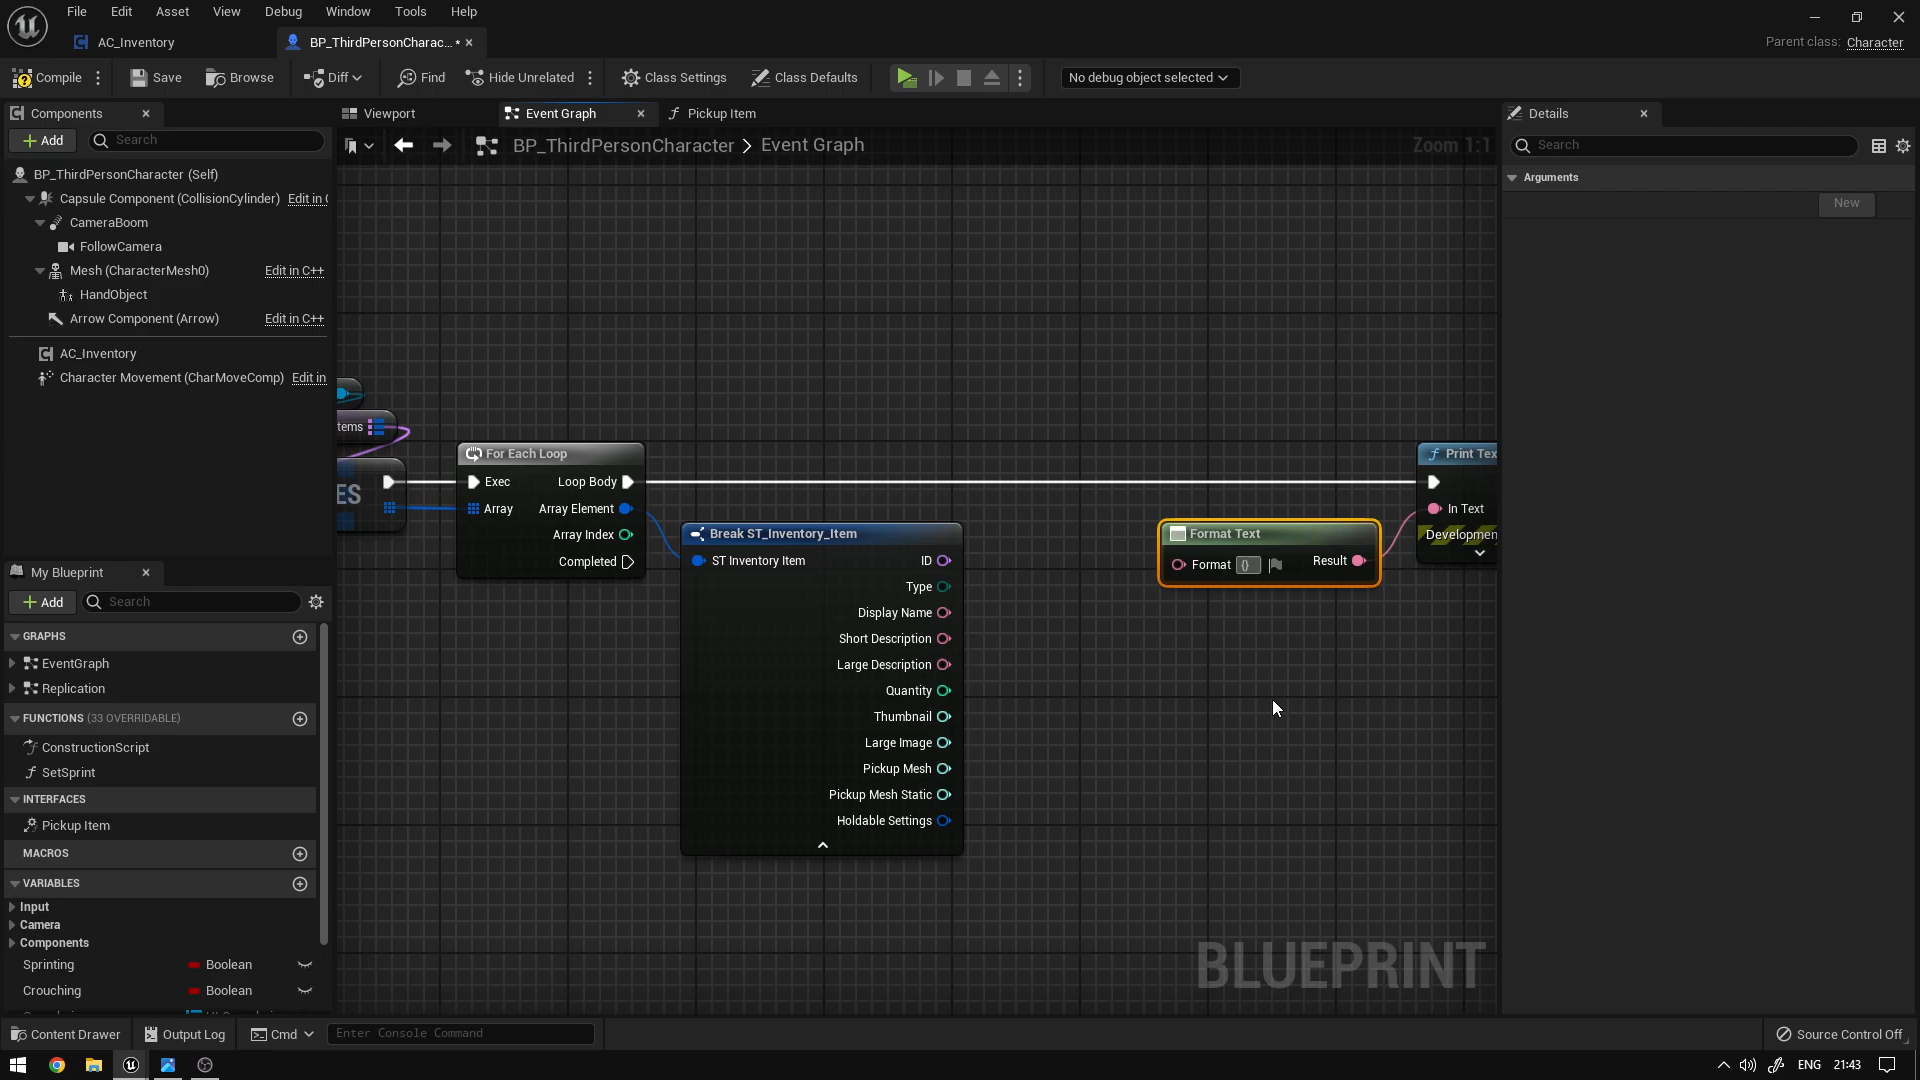 File Edit Asset View Debug Window Tools Help
AC_Inventory
BP_ThirdPersonCharac... *
Parent class: Character
Compile Save Browse Diff Find Hide Unrelated Class Settings Class Defaults No debug object selected
Components
Viewport Event Graph Pickup Item
Details
Add Search
BP_ThirdPersonCharacter > Event Graph
Zoom 1:1
Search
Arguments
New
BP_ThirdPersonCharacter (Self)
Capsule Component (CollisionCylinder) Edit in
CameraBoom
FollowCamera
Mesh (CharacterMesh0) Edit in C++
HandObject
Arrow Component (Arrow) Edit in C++
AC_Inventory
Character Movement (CharMoveComp) Edit in
tems
ES
For Each Loop
Exec Loop Body
Array Array Element
Array Index
Completed
Break ST_Inventory_Item
ST Inventory Item ID
Type
Display Name
Short Description
Large Description
Quantity
Thumbnail
Large Image
Pickup Mesh
Pickup Mesh Static
Holdable Settings
Format Text
Format {} Result
Print Tex
In Text
Developmen
BLUEPRINT
My Blueprint
Add Search
GRAPHS
EventGraph
Replication
FUNCTIONS (33 OVERRIDABLE)
ConstructionScript
SetSprint
INTERFACES
Pickup Item
MACROS
VARIABLES
Input
Camera
Components
Sprinting Boolean
Crouching Boolean
Content Drawer Output Log Cmd Enter Console Command Source Control Off
ENG 21:43